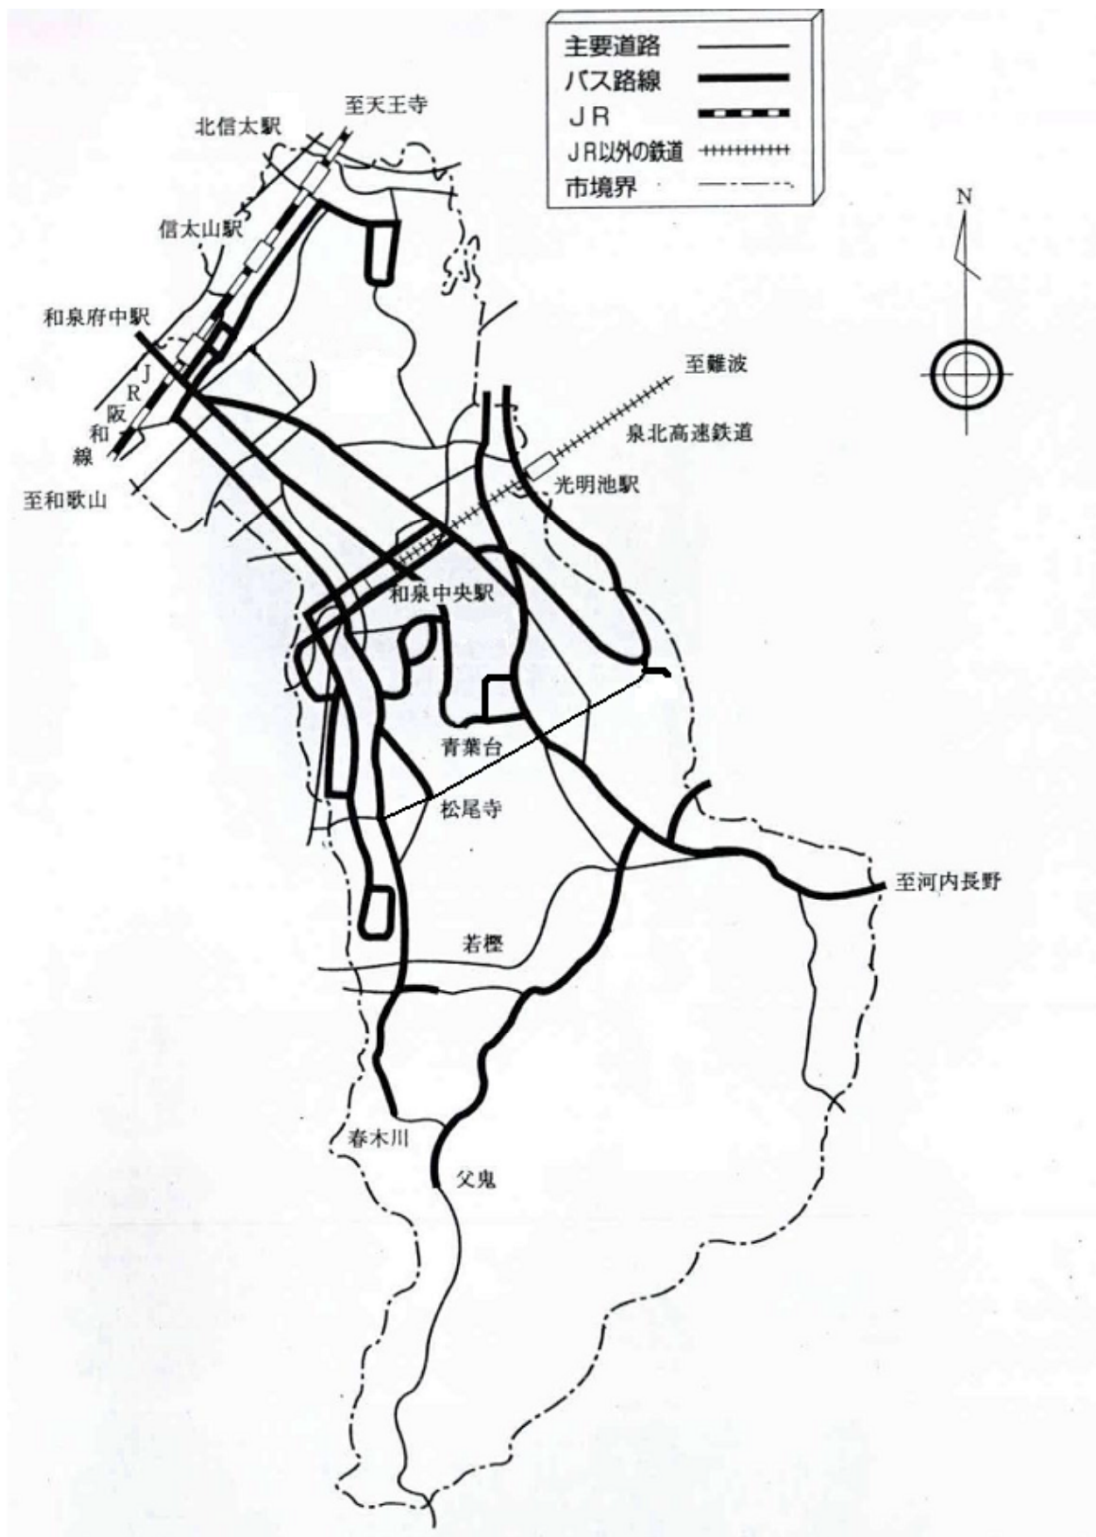 主要道路
バス路線
JR
JR以外の鉄道
市境界
至天王寺
北信太駅
N
信太山駅
和泉府中駅
至難波
JR阪和線
泉北高速鉄道
光明池駅
至和歌山
和泉中央駅
青葉台
松尾寺
至河内長野
若樫
春木川
父鬼